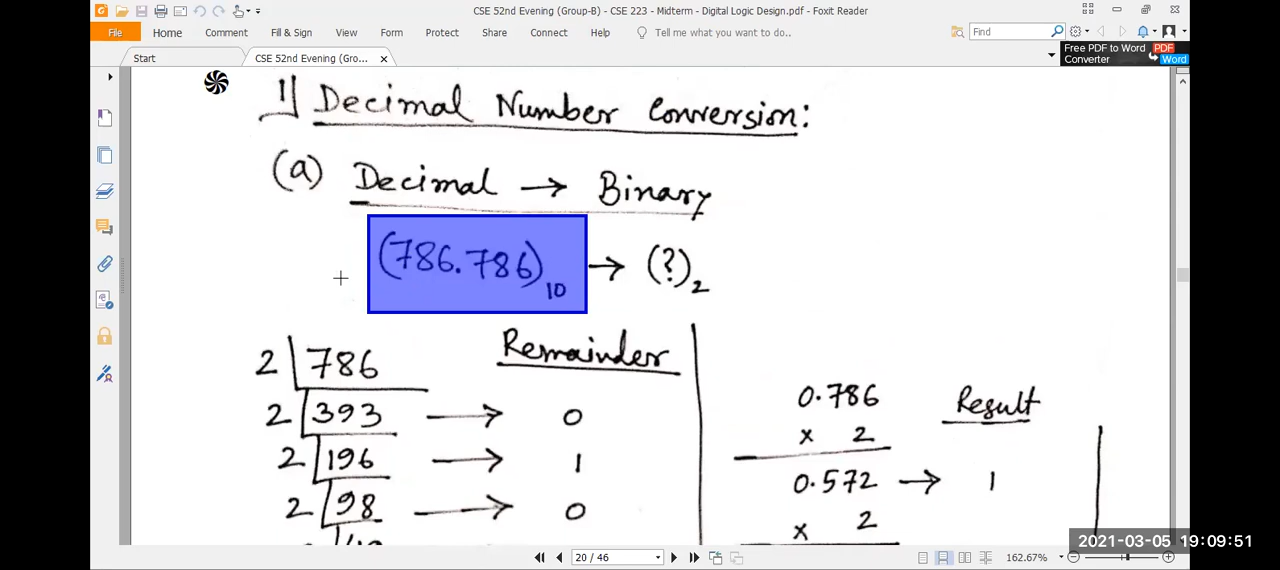 CSE 52nd Evening (Group-B) - CSE 223 - Midterm - Digital Logic Design.pdf - Foxit Reader
File Home Comment Fill & Sign View Form Protect Share Connect Help Tell me what you want to do.. Find
Start CSE 52nd Evening (Gro... Free PDF to Word Converter PDF Word
1) Decimal Number Conversion:
(a) Decimal → Binary
(786.786)10 → (?)2
Remainder
2 786
2 393 → 0
2 196 → 1
2 98 → 0
0.786 Result
x 2
0.572 → 1
x 2
20 / 46 162.67%
2021-03-05 19:09:51